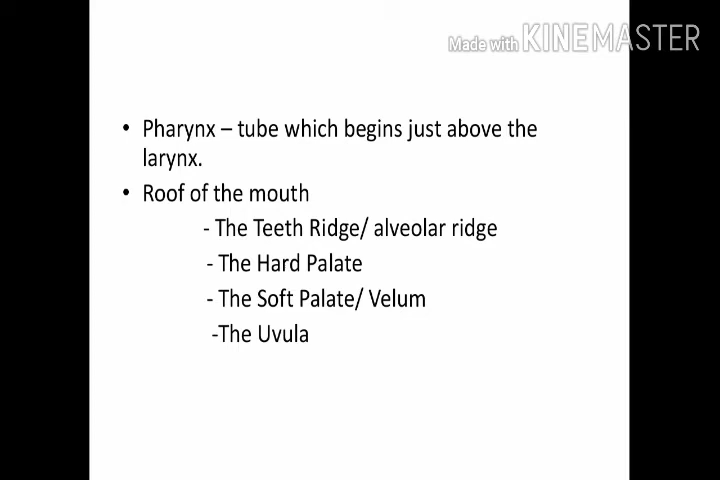 Made with KINEMASTER
• Pharynx – tube which begins just above the
larynx.
• Roof of the mouth
- The Teeth Ridge/ alveolar ridge
- The Hard Palate
- The Soft Palate/ Velum
-The Uvula